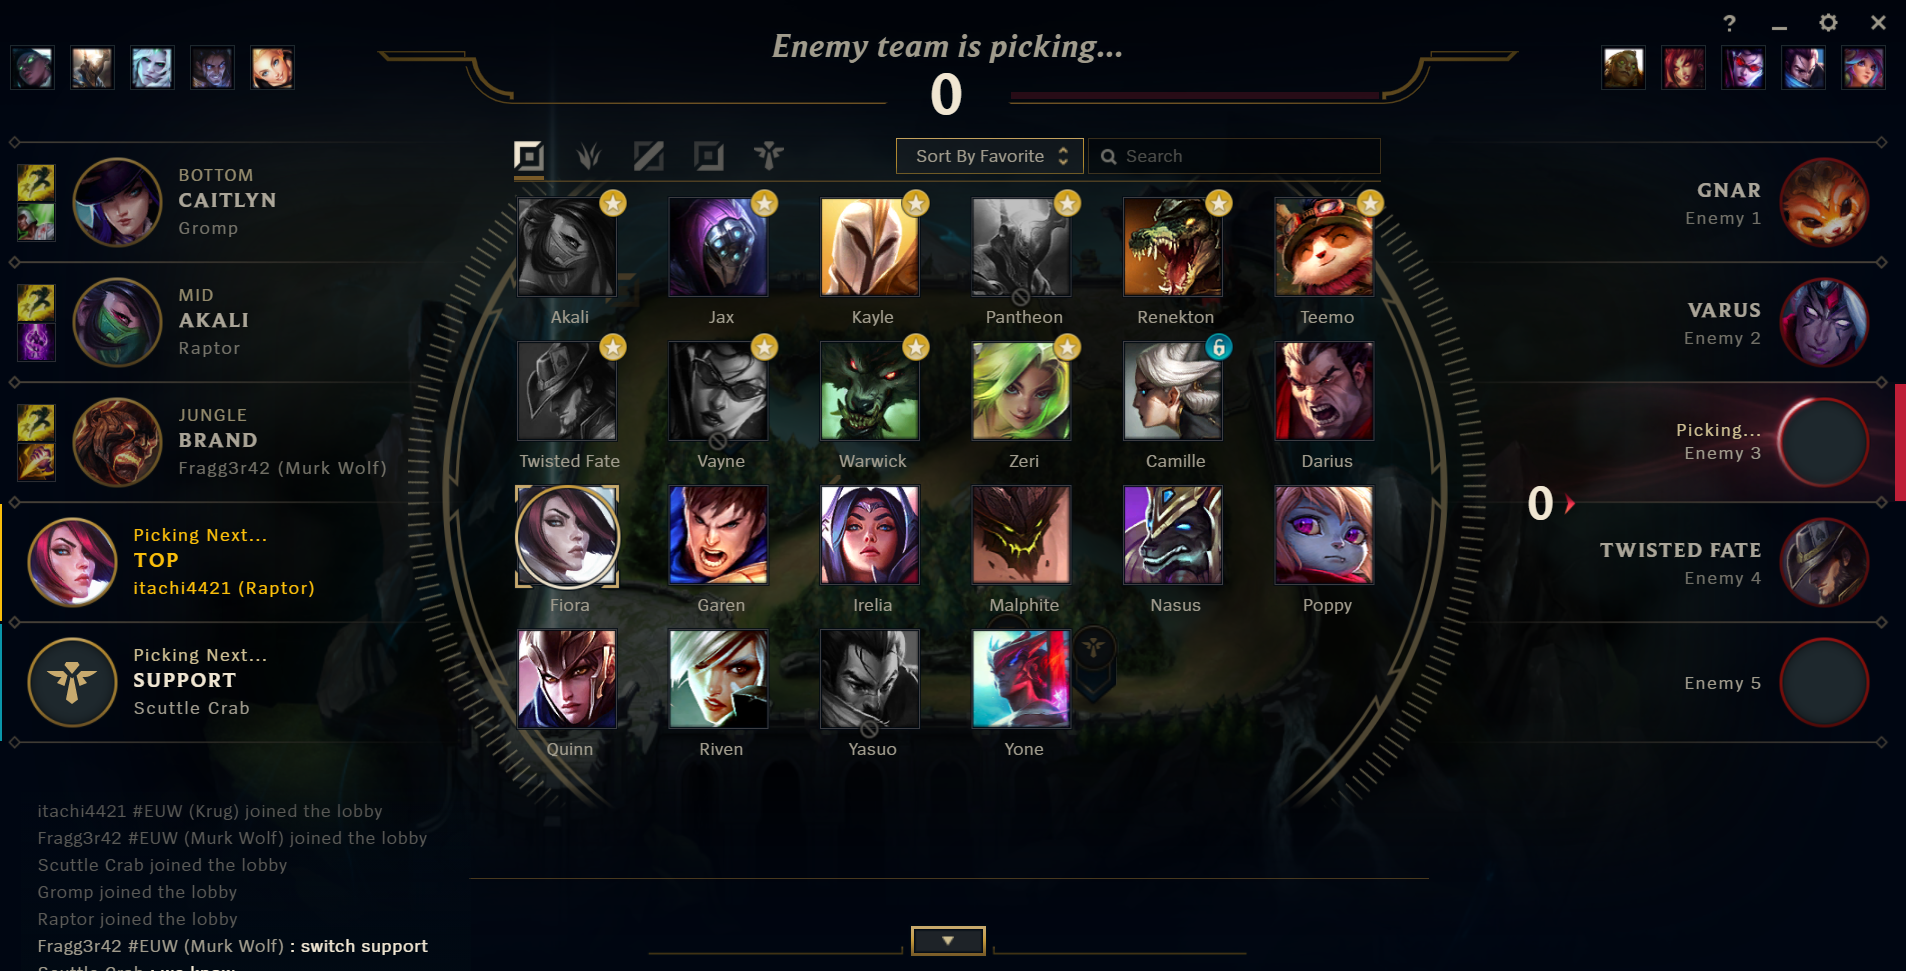 Enemy team is picking...
0
?
BOTTOM
CAITLYN
Gromp
MID
AKALI
Raptor
JUNGLE
BRAND
Fragg3r42 (Murk Wolf)
Picking Next...
TOP
itachi4421 (Raptor)
Picking Next...
SUPPORT
Scuttle Crab
Sort By Favorite
Search
Akali Jax Kayle Pantheon Renekton Teemo
6
Twisted Fate Vayne Warwick Zeri Camille Darius
Fiora Garen Irelia Malphite Nasus Poppy
Quinn Riven Yasuo Yone
GNAR
Enemy 1
VARUS
Enemy 2
Picking...
Enemy 3
0
TWISTED FATE
Enemy 4
Enemy 5
itachi4421 #EUW (Krug) joined the lobby
Fragg3r42 #EUW (Murk Wolf) joined the lobby
Scuttle Crab joined the lobby
Gromp joined the lobby
Raptor joined the lobby
Fragg3r42 #EUW (Murk Wolf) : switch support
Scuttle Crab : we know